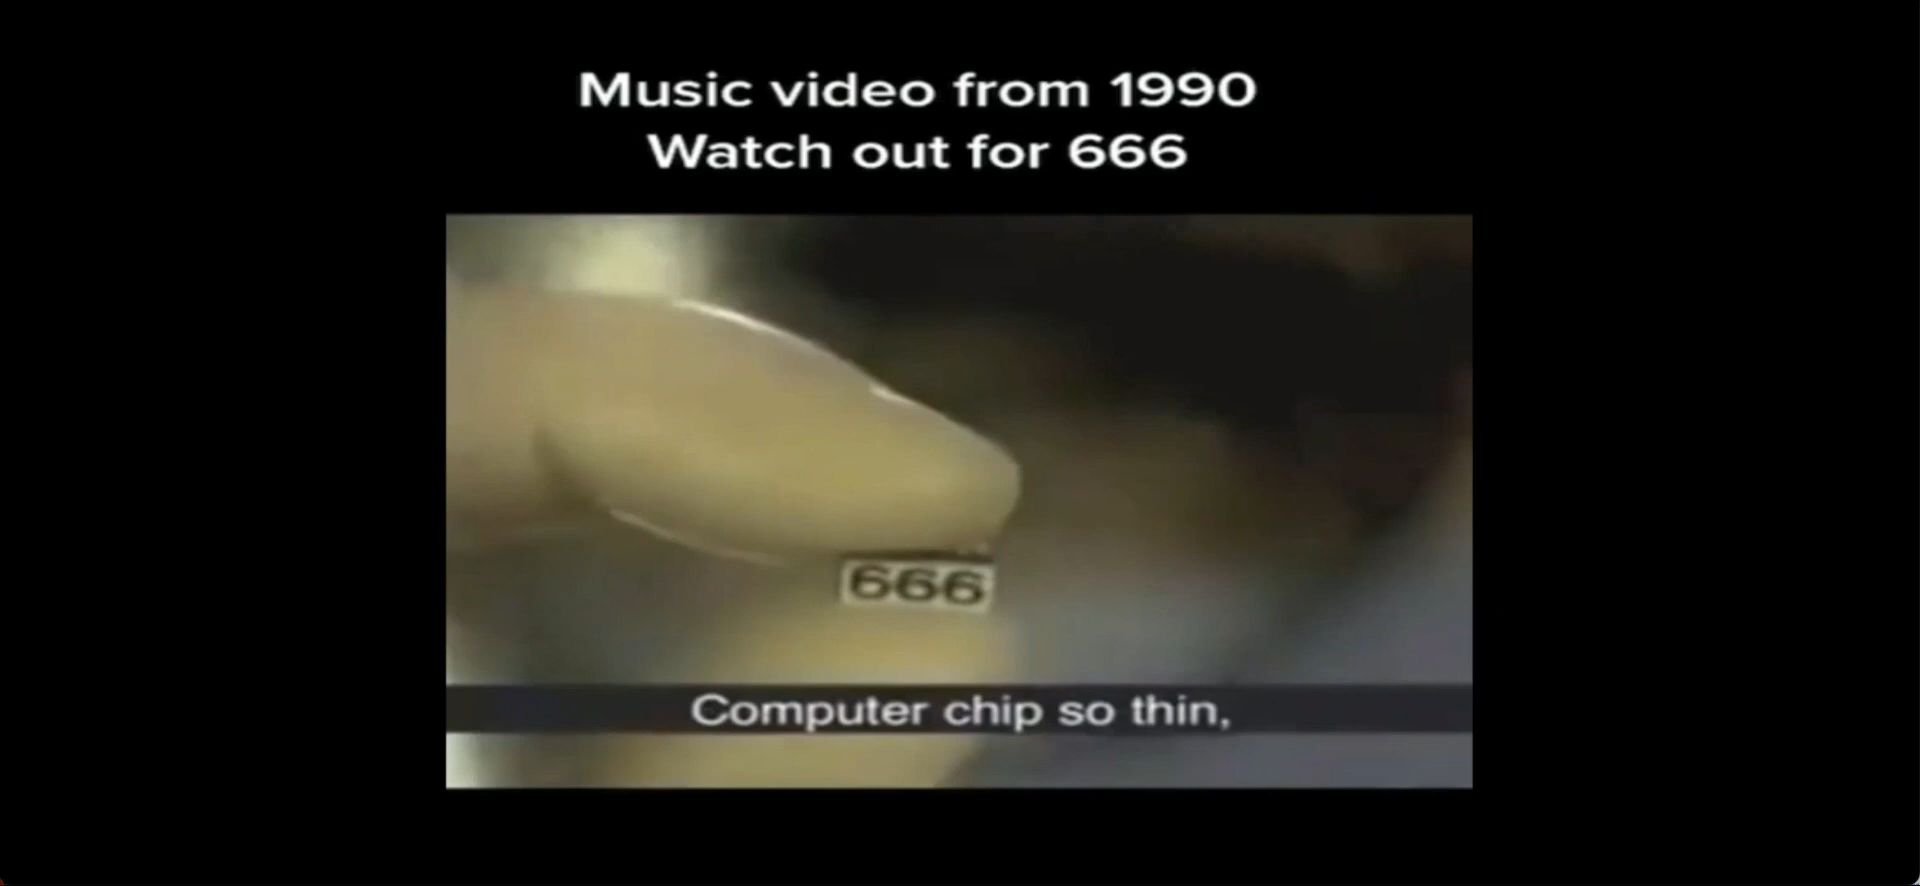 Music video from 1990
Watch out for 666
666
Computer chip so thin,